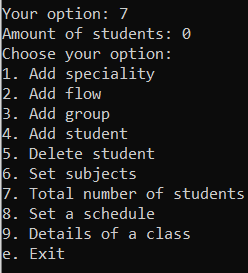 Your option: 7
Amount of students: 0
Choose your option:
1. Add speciality
2. Add flow
3. Add group
4. Add student
5. Delete student
6. Set subjects
7. Total number of students
8. Set a schedule
9. Details of a class
e. Exit